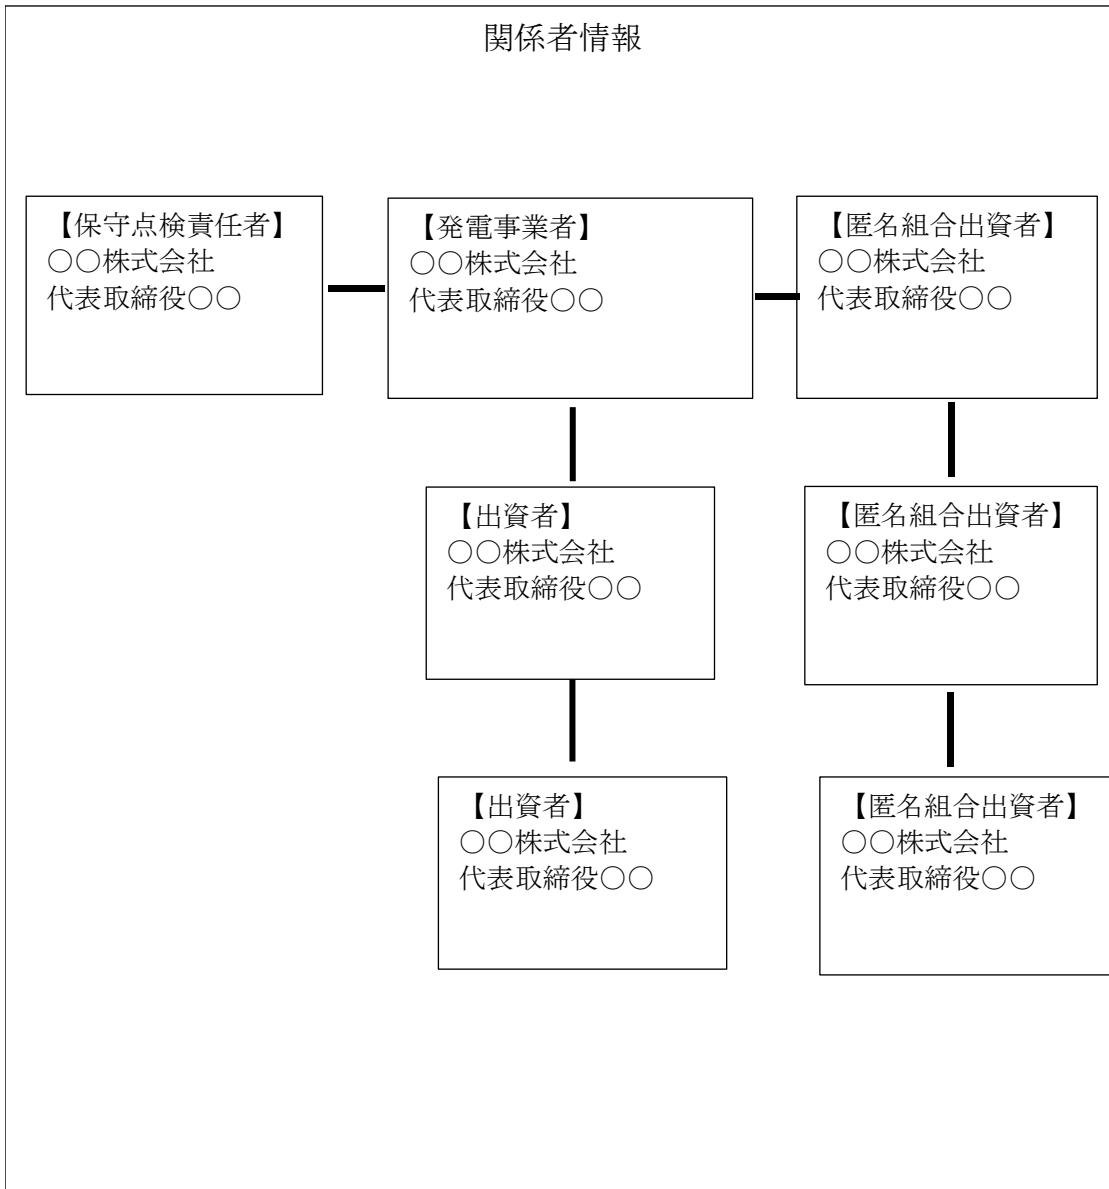 関係者情報
【保守点検責任者】
○○株式会社
代表取締役○○
【発電事業者】
○○株式会社
代表取締役○○
【匿名組合出資者】
○○株式会社
代表取締役○○
【出資者】
○○株式会社
代表取締役○○
【匿名組合出資者】
○○株式会社
代表取締役○○
【出資者】
○○株式会社
代表取締役○○
【匿名組合出資者】
○○株式会社
代表取締役○○